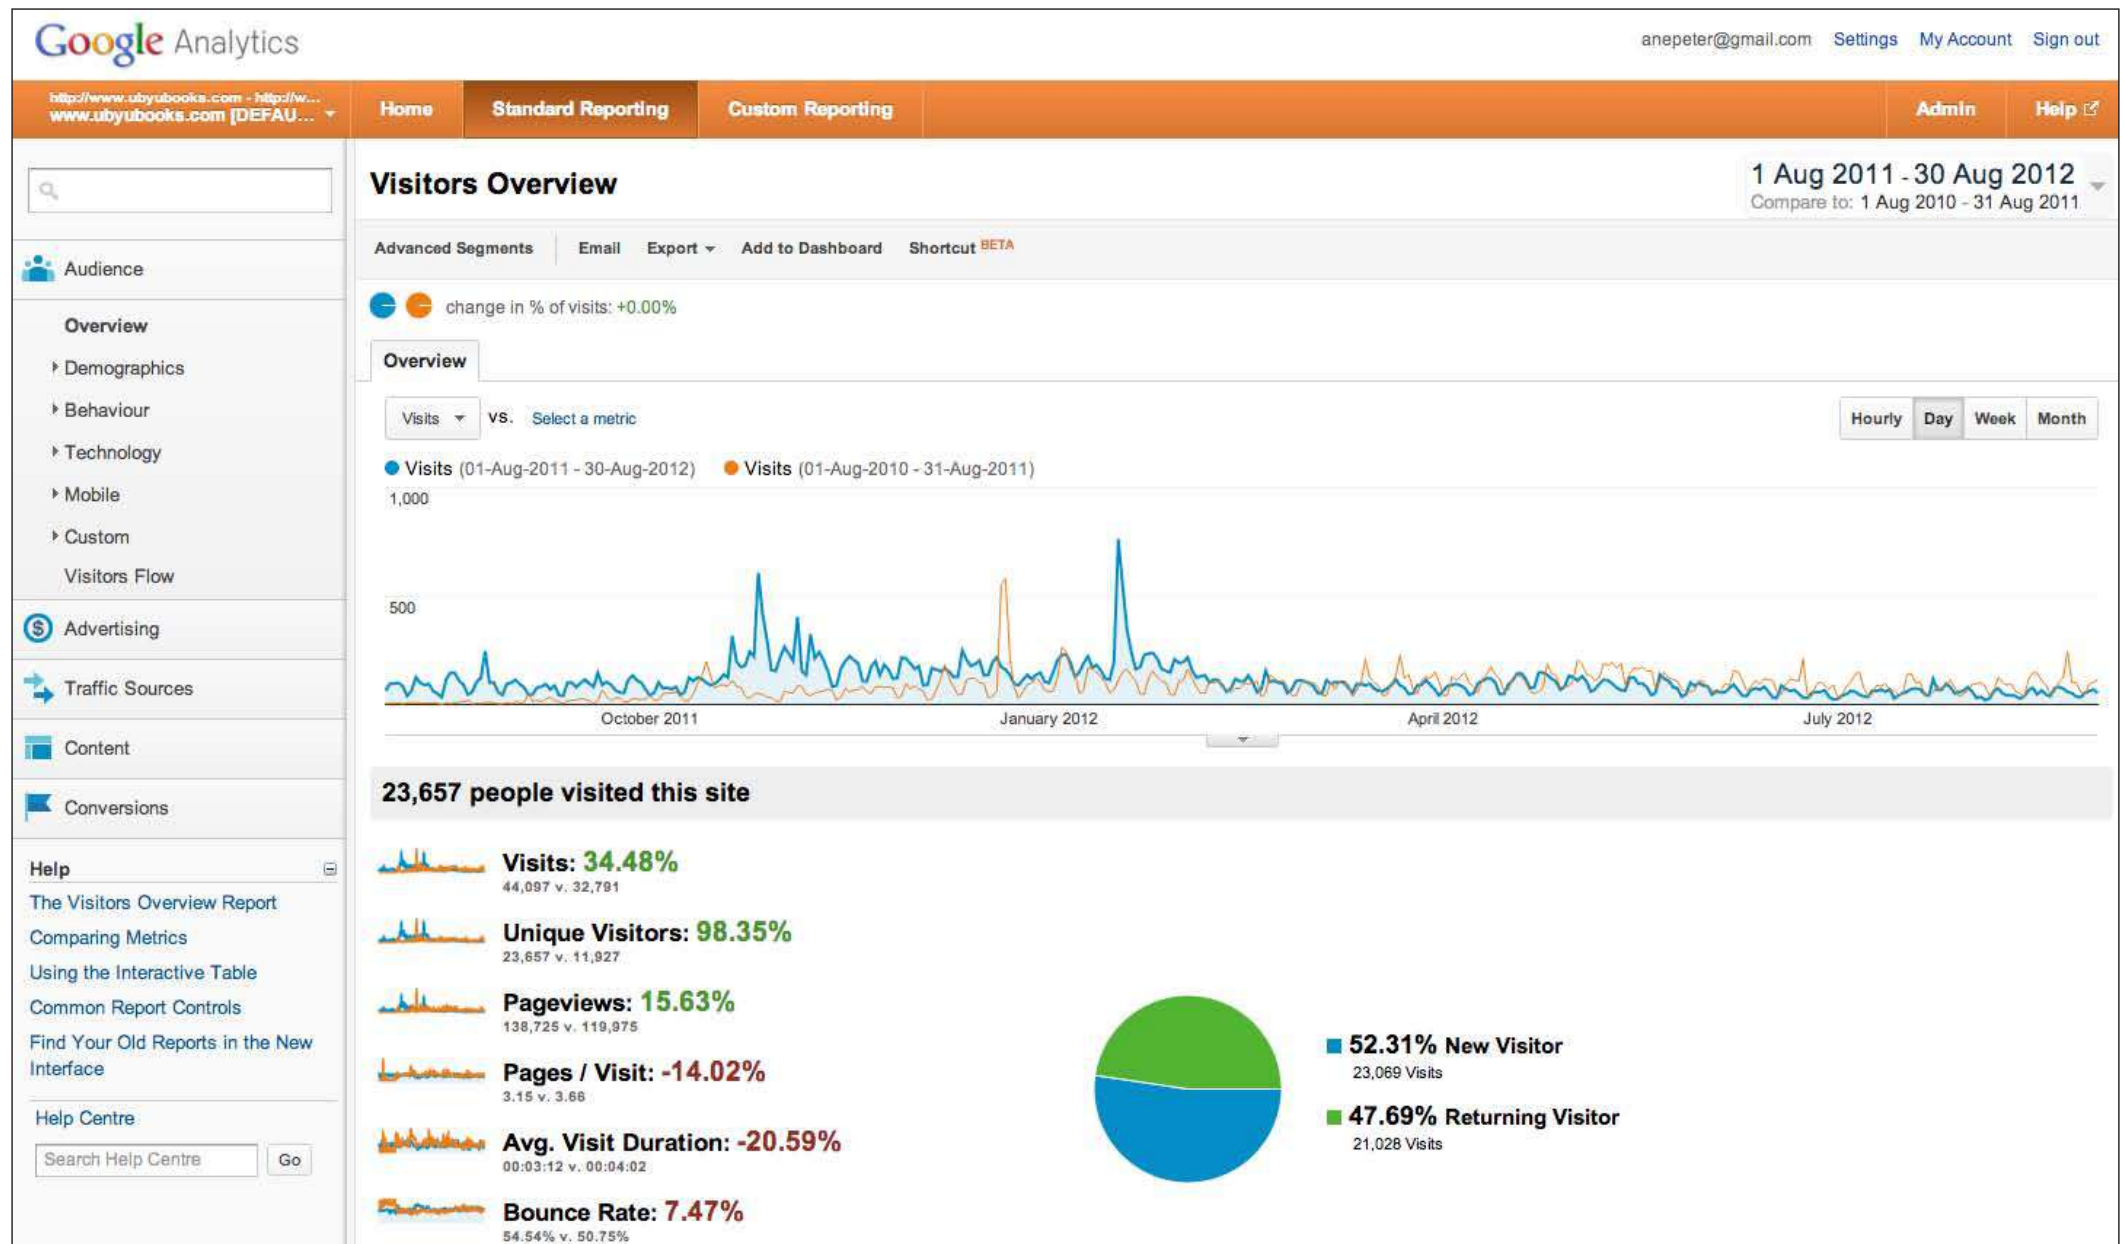 Google Analytics
anepeter@gmail.com Settings My Account Sign out
http://www.ubyubooks.com - http://w...
www.ubyubooks.com [DEFAU...
Home Standard Reporting Custom Reporting Admin Help
Visitors Overview
1 Aug 2011 - 30 Aug 2012
Compare to: 1 Aug 2010 - 31 Aug 2011
Advanced Segments Email Export Add to Dashboard Shortcut BETA
Audience
Overview
Demographics
Behaviour
Technology
Mobile
Custom
Visitors Flow
Advertising
Traffic Sources
Content
Conversions
Help
The Visitors Overview Report
Comparing Metrics
Using the Interactive Table
Common Report Controls
Find Your Old Reports in the New
Interface
Help Centre
Search Help Centre Go
change in % of visits: +0.00%
Overview
Visits vs. Select a metric
Hourly Day Week Month
Visits (01-Aug-2011 - 30-Aug-2012) Visits (01-Aug-2010 - 31-Aug-2011)
1,000
500
October 2011 January 2012 April 2012 July 2012
23,657 people visited this site
Visits: 34.48%
44,097 v. 32,791
Unique Visitors: 98.35%
23,657 v. 11,927
Pageviews: 15.63%
138,725 v. 119,975
Pages / Visit: -14.02%
3.15 v. 3.66
Avg. Visit Duration: -20.59%
00:03:12 v. 00:04:02
Bounce Rate: 7.47%
54.54% v. 50.75%
52.31% New Visitor
23,069 Visits
47.69% Returning Visitor
21,028 Visits